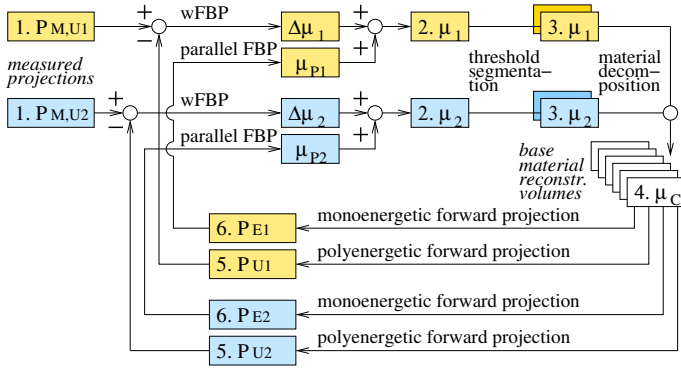 1. P M,U1
+
−
wFBP
Δμ 1
+
+
2. μ 1
3. μ 1
parallel FBP
μ P1
measured
projections
threshold
segmenta−
tion
material
decom−
position
1. P M,U2
+
−
wFBP
Δμ 2
+
+
2. μ 2
3. μ 2
parallel FBP
μ P2
base
material
reconstr.
volumes
4. μ C
6. P E1
monoenergetic forward projection
5. P U1
polyenergetic forward projection
6. P E2
monoenergetic forward projection
5. P U2
polyenergetic forward projection